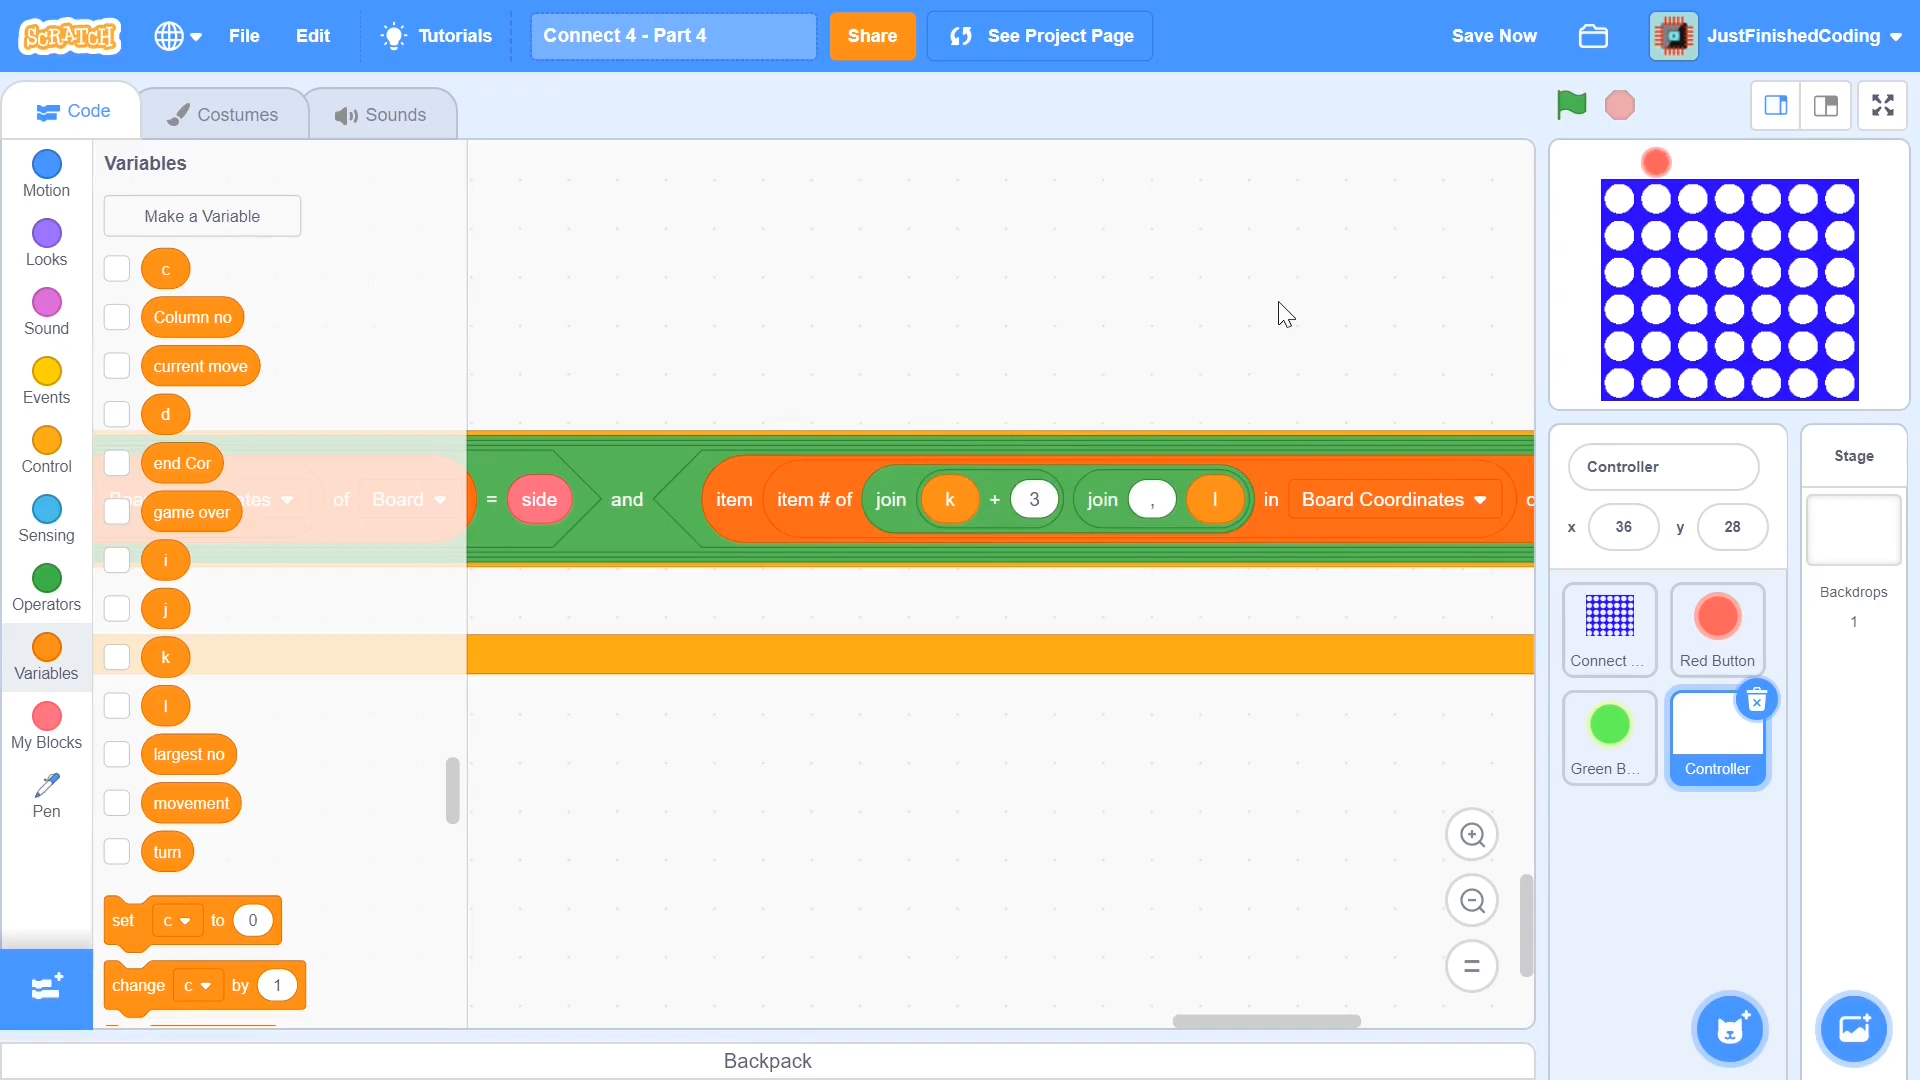 SCRATCH File Edit Tutorials Connect 4 - Part 4 Share See Project Page Save Now JustFinishedCoding
Code Costumes Sounds
Motion
Looks
Sound
Events
Control
Sensing
Operators
Variables
My Blocks
Pen
Variables
Make a Variable
c
Column no
current move
d
end Cor
game over
i
j
k
l
largest no
movement
turn
set c to 0
change c by 1
of Board = side and item item # of join k + 3 join , l in Board Coordinates
Controller
x 36 y 28
Connect ...
Red Button
Green B...
Controller
Stage
Backdrops
1
Backpack